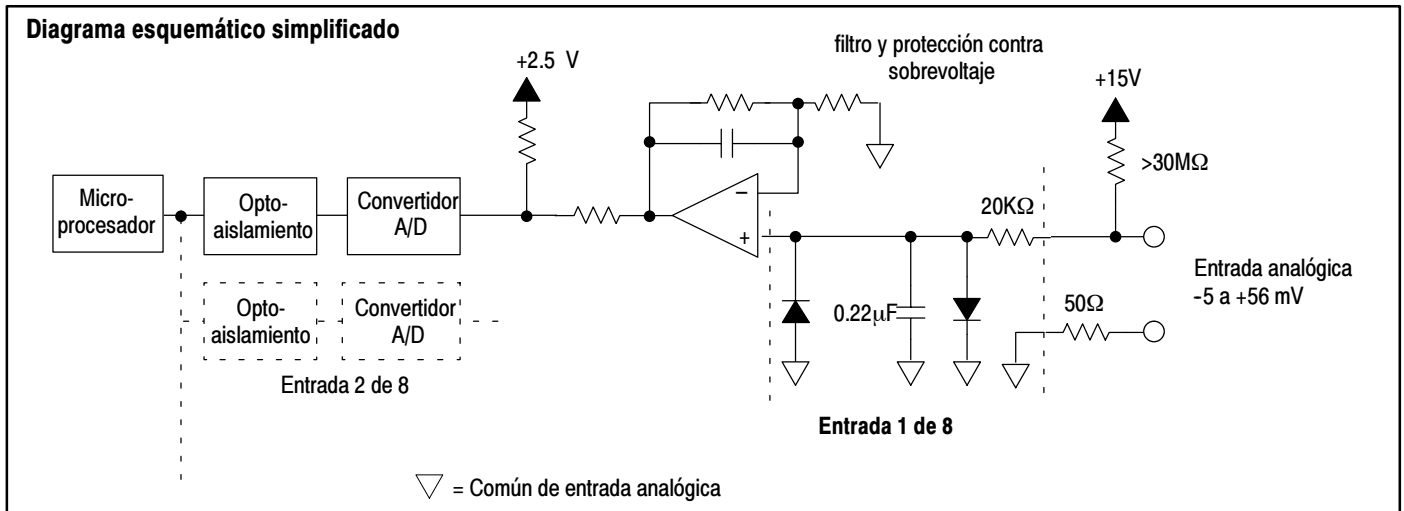 Diagrama esquemático simplificado
+2.5 V
filtro y protección contra
sobrevoltaje
+15V
>30MΩ
Micro-
procesador
Opto-
aislamiento
Convertidor
A/D
−
+
20KΩ
Entrada analógica
-5 a +56 mV
0.22μF
50Ω
Opto-
aislamiento
Convertidor
A/D
Entrada 2 de 8
Entrada 1 de 8
= Común de entrada analógica